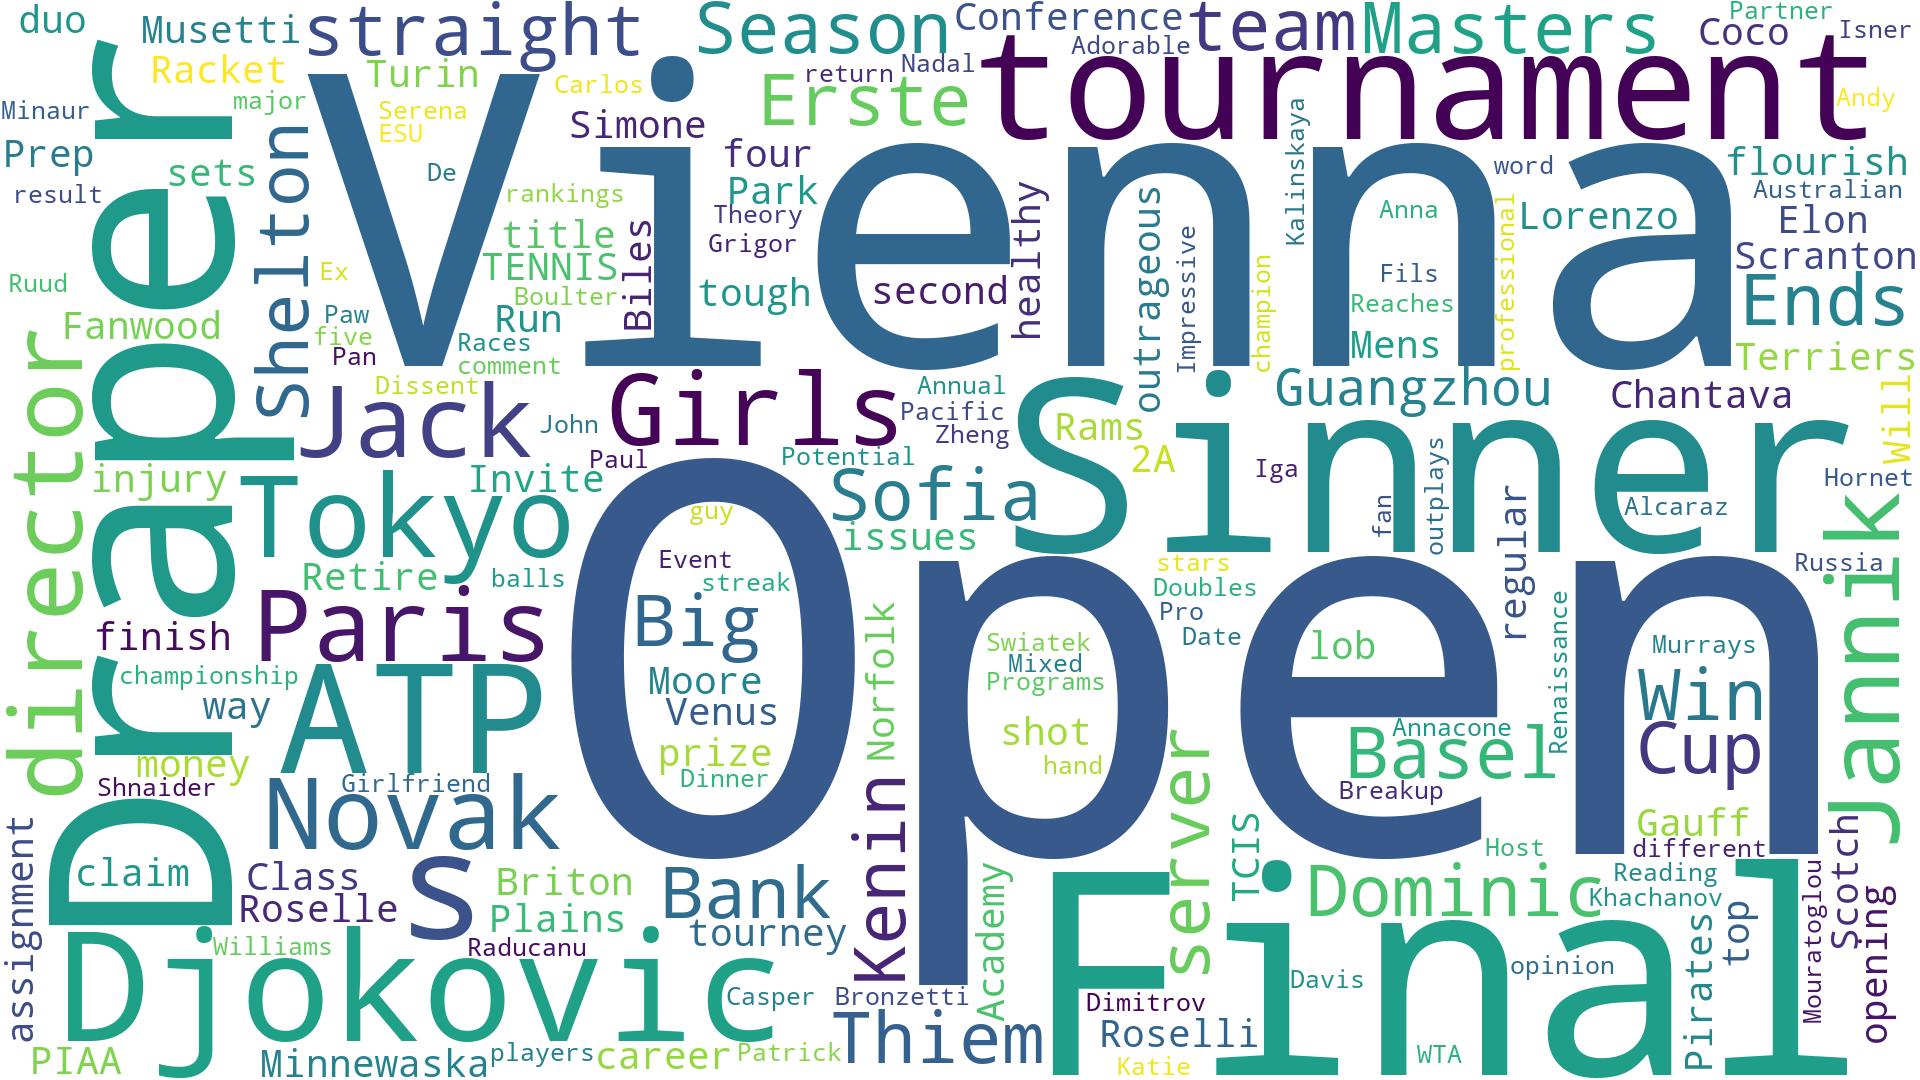 duo
Musetti
straight
Season
Conference
team
Masters
Partner
Coco
Isner
Adorable
Racket
Turin
Carlos
return
Nadal
tournament
Minaur
major
Serena
ESU
Simone
Erste
Andy
Prep
sets
De
four
Kalinskaya
word
flourish
result
rankings
Park
Australian
Draper
Shelton
Vienna
Theory
Grigor
Anna
Lorenzo
Elon
Scranton
title
TENNIS
Biles
healthy
outrageous
Impressive
champion
Fils
professional
Ruud
Ex
Boulter
tough
second
Reaches
Ends
Fanwood
Paw
five
Pan
Run
Races
comment
Mens
Terriers
director
Dissent
Jack
Girls
Annual
Pacific
Zheng
Guangzhou
Chantava
Will
John
Paul
Potential
Rams
2A
Sinner
injury
Invite
Tokyo
Sofia
Iga
fan
outplays
regular
Alcaraz
Hornet
guy
issues
Retire
balls
Event
streak
stars
Doubles
Russia
Jannik
Paris
Big
Open
Pro
Date
finish
Norfolk
Swiatek
Mixed
Programs
lob
Renaissance
Murrays
championship
way
ATP
Moore
Venus
Win
Cup
shot
Annacone
Basel
money
prize
Dinner
hand
Shnaider
Girlfriend
Novak
Kenin
server
Breakup
Gauff
different
assignment
claim
Class
s
Briton
Bank
TCIS
Host
Scotch
Dominic
Reading
Khachanov
Roselle
Plains
tourney
Academy
Final
Pirates
top
Mouratoglou
opening
Williams
Raducanu
Djokovic
Casper
Bronzetti
Dimitrov
Davis
opinion
Thiem
Roselli
PIAA
Minnewaska
players
career
Patrick
Katie
WTA